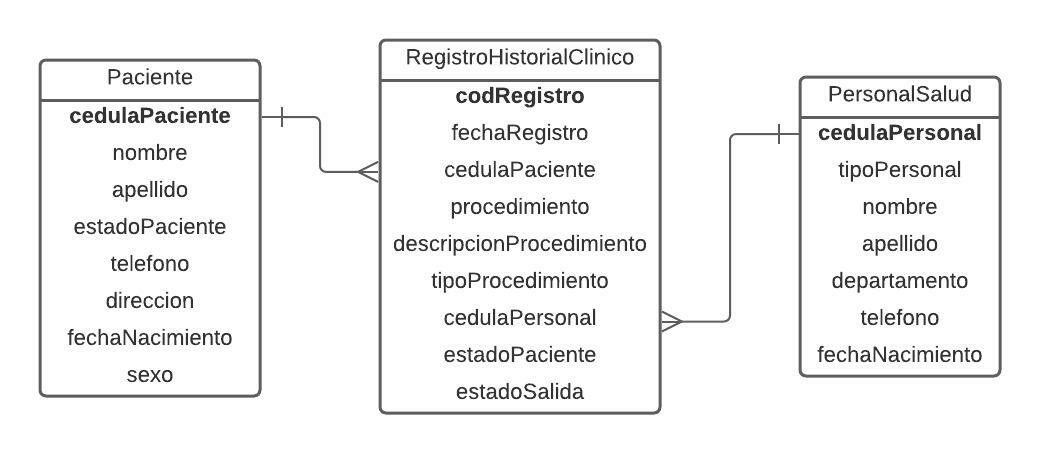 Paciente
cedulaPaciente
nombre
apellido
estadoPaciente
telefono
direccion
fechaNacimiento
sexo
RegistroHistorialClinico
codRegistro
fechaRegistro
cedulaPaciente
procedimiento
descripcionProcedimiento
tipoProcedimiento
cedulaPersonal
estadoPaciente
estadoSalida
PersonalSalud
cedulaPersonal
tipoPersonal
nombre
apellido
departamento
telefono
fechaNacimiento